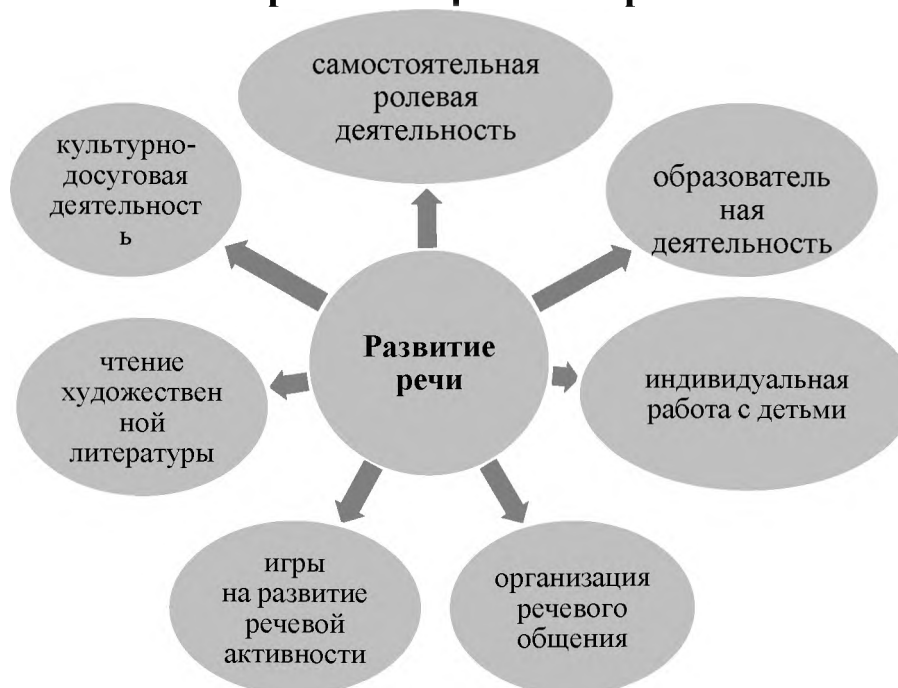 самостоятельная
ролевая
деятельность
культурно-
досуговая
деятельност
ь
образователь
ная
деятельность
Развитие
речи
чтение
художествен
ной
литературы
индивидуальная
работа с детьми
игры
на развитие
речевой
активности
организация
речевого
общения